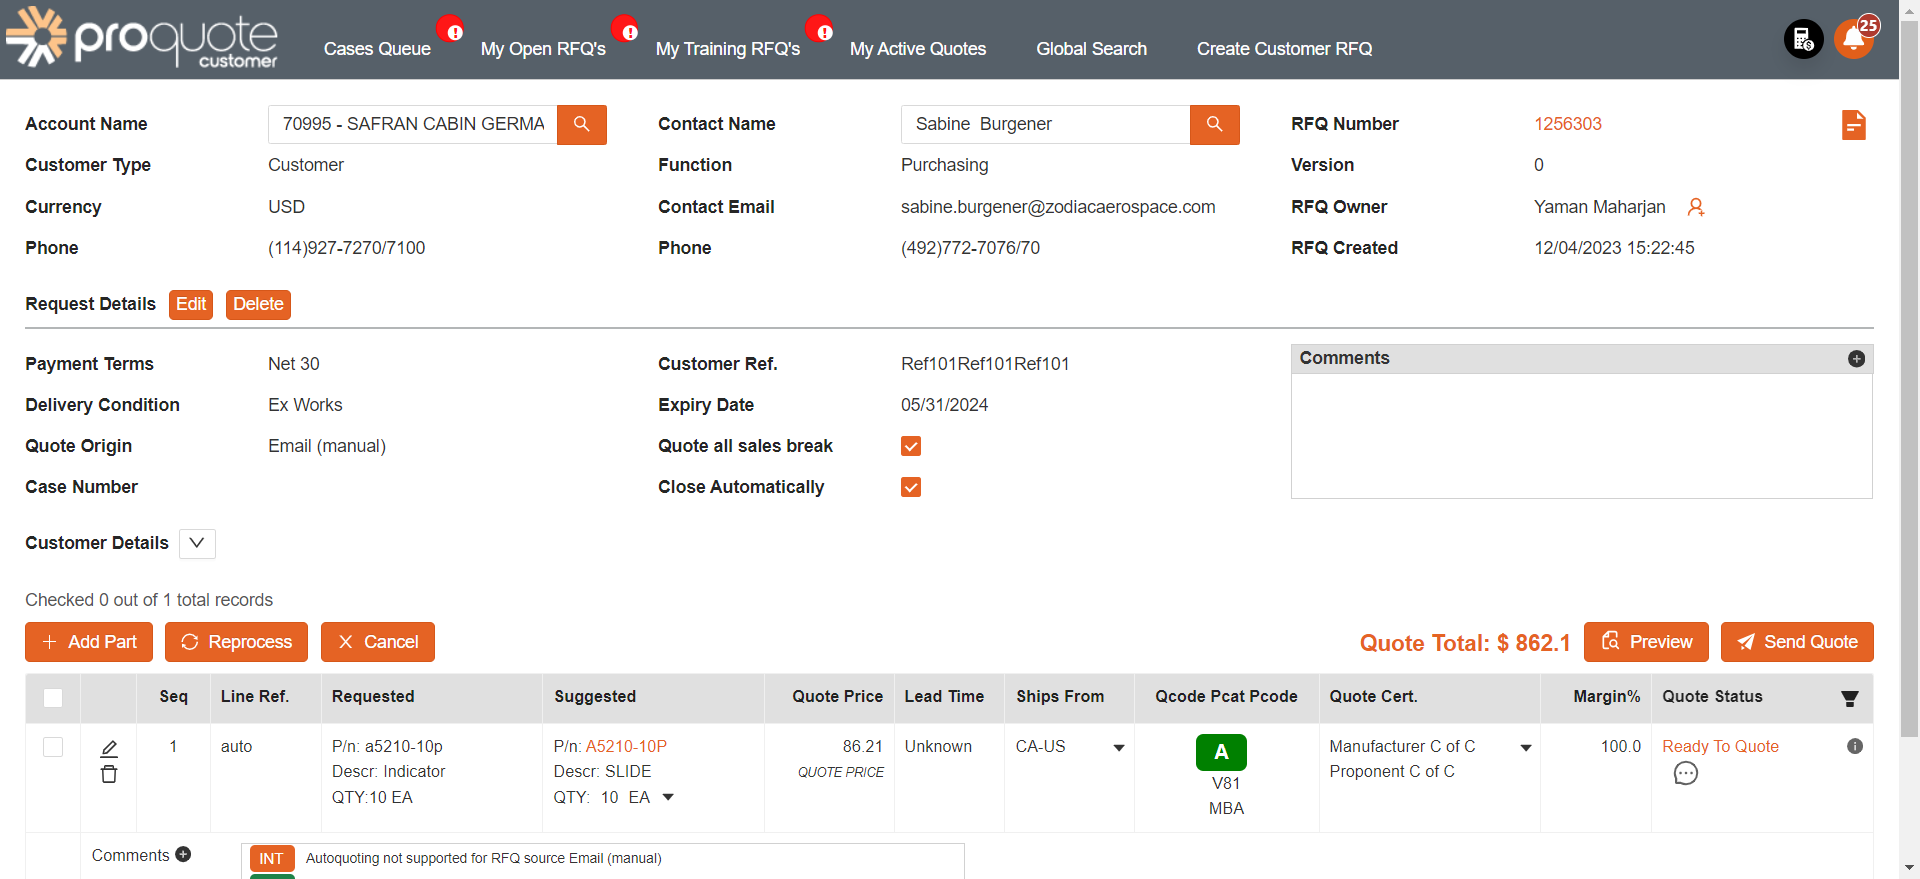 proquote
customer
Cases Queue
My Open RFQ's
My Training RFQ's
My Active Quotes
Global Search
Create Customer RFQ
25
Account Name
70995 - SAFRAN CABIN GERMA
Contact Name
Sabine Burgener
RFQ Number
1256303
Customer Type
Customer
Function
Purchasing
Version
0
Currency
USD
Contact Email
sabine.burgener@zodiacaerospace.com
RFQ Owner
Yaman Maharjan
Phone
(114)927-7270/7100
Phone
(492)772-7076/70
RFQ Created
12/04/2023 15:22:45
Request Details
Edit
Delete
Payment Terms
Net 30
Customer Ref.
Ref101Ref101Ref101
Comments
Delivery Condition
Ex Works
Expiry Date
05/31/2024
Quote Origin
Email (manual)
Quote all sales break
Case Number
Close Automatically
Customer Details
Checked 0 out of 1 total records
Add Part
Reprocess
Cancel
Quote Total: $ 862.1
Preview
Send Quote
Seq
Line Ref.
Requested
Suggested
Quote Price
Lead Time
Ships From
Qcode Pcat Pcode
Quote Cert.
Margin%
Quote Status
1
auto
P/n: a5210-10p
Descr: Indicator
QTY:10 EA
P/n: A5210-10P
Descr: SLIDE
QTY: 10 EA
86.21
QUOTE PRICE
Unknown
CA-US
A
V81
MBA
Manufacturer C of C
Proponent C of C
100.0
Ready To Quote
Comments
INT
Autoquoting not supported for RFQ source Email (manual)